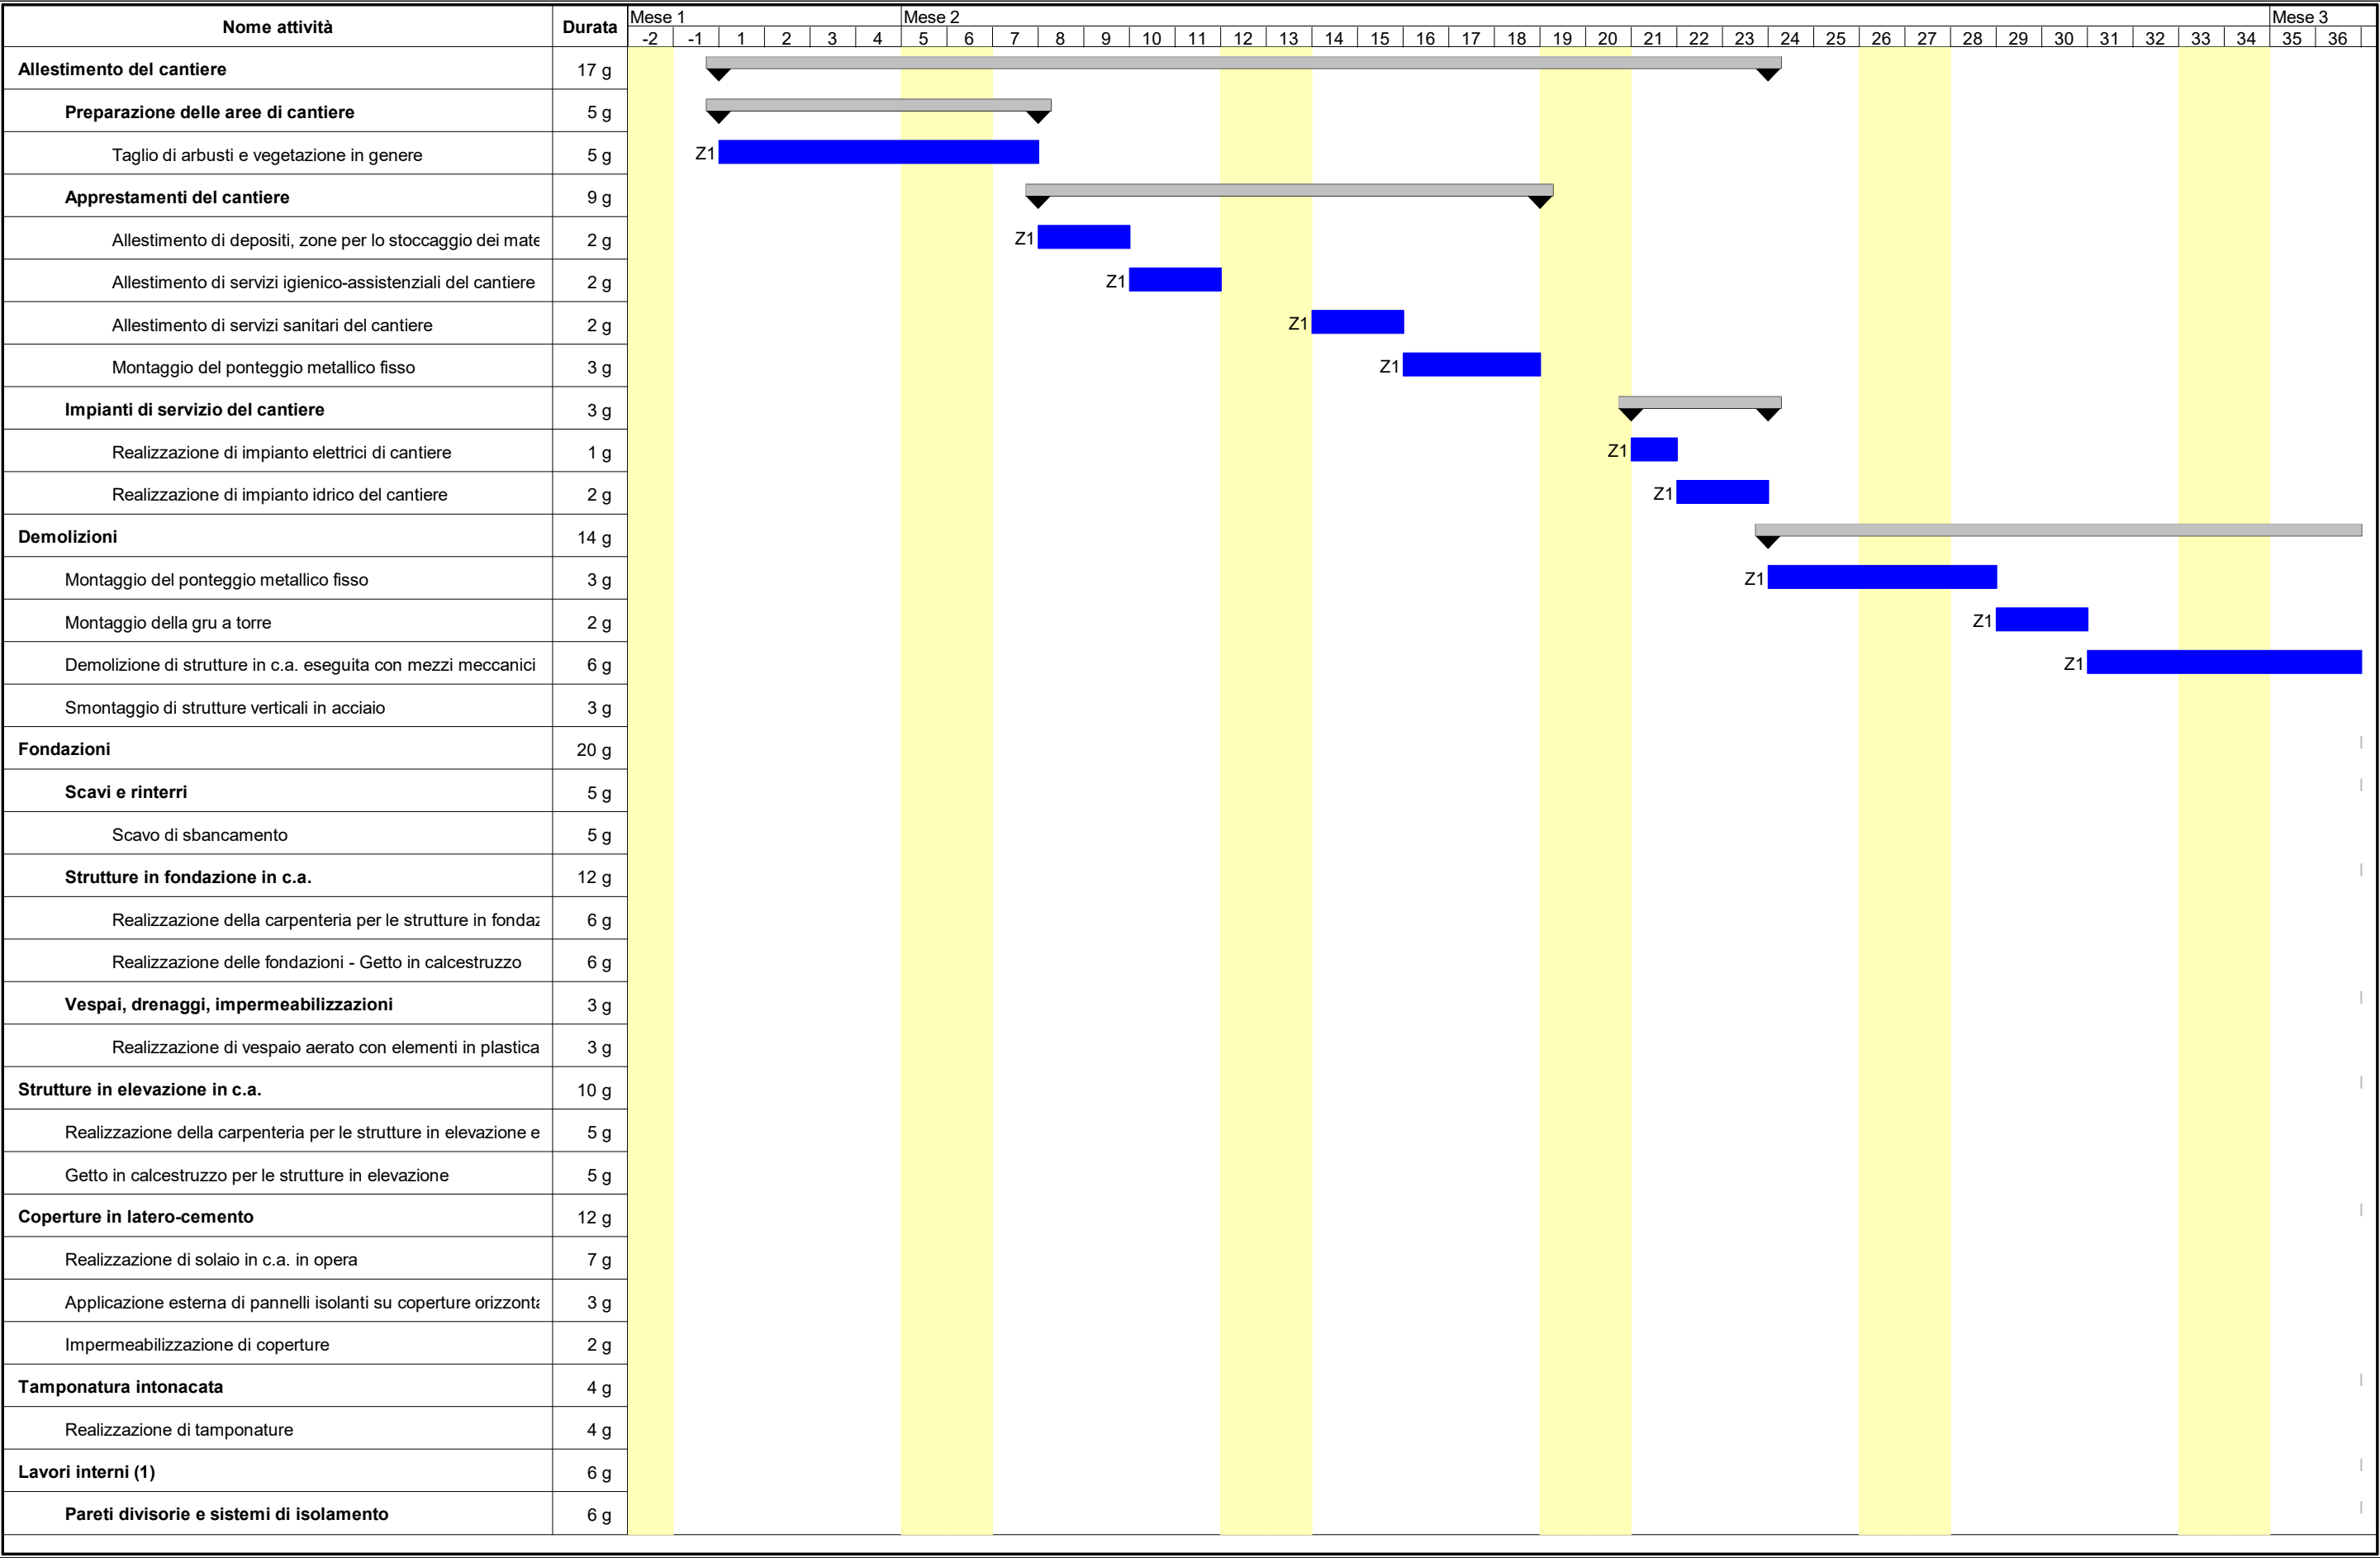 Nome attività Durata Mese 1 Mese 2 Mese 3
-2 -1 1 2 3 4 5 6 7 8 9 10 11 12 13 14 15 16 17 18 19 20 21 22 23 24 25 26 27 28 29 30 31 32 33 34 35 36
Allestimento del cantiere 17 g
Preparazione delle aree di cantiere 5 g
Taglio di arbusti e vegetazione in genere 5 g Z1
Apprestamenti del cantiere 9 g
Allestimento di depositi, zone per lo stoccaggio dei mate 2 g Z1
Allestimento di servizi igienico-assistenziali del cantiere 2 g Z1
Allestimento di servizi sanitari del cantiere 2 g Z1
Montaggio del ponteggio metallico fisso 3 g Z1
Impianti di servizio del cantiere 3 g
Realizzazione di impianto elettrici di cantiere 1 g Z1
Realizzazione di impianto idrico del cantiere 2 g Z1
Demolizioni 14 g
Montaggio del ponteggio metallico fisso 3 g Z1
Montaggio della gru a torre 2 g Z1
Demolizione di strutture in c.a. eseguita con mezzi meccanici 6 g Z1
Smontaggio di strutture verticali in acciaio 3 g
Fondazioni 20 g
Scavi e rinterri 5 g
Scavo di sbancamento 5 g
Strutture in fondazione in c.a. 12 g
Realizzazione della carpenteria per le strutture in fondaz 6 g
Realizzazione delle fondazioni - Getto in calcestruzzo 6 g
Vespai, drenaggi, impermeabilizzazioni 3 g
Realizzazione di vespaio aerato con elementi in plastica 3 g
Strutture in elevazione in c.a. 10 g
Realizzazione della carpenteria per le strutture in elevazione e 5 g
Getto in calcestruzzo per le strutture in elevazione 5 g
Coperture in latero-cemento 12 g
Realizzazione di solaio in c.a. in opera 7 g
Applicazione esterna di pannelli isolanti su coperture orizzonta 3 g
Impermeabilizzazione di coperture 2 g
Tamponatura intonacata 4 g
Realizzazione di tamponature 4 g
Lavori interni (1) 6 g
Pareti divisorie e sistemi di isolamento 6 g